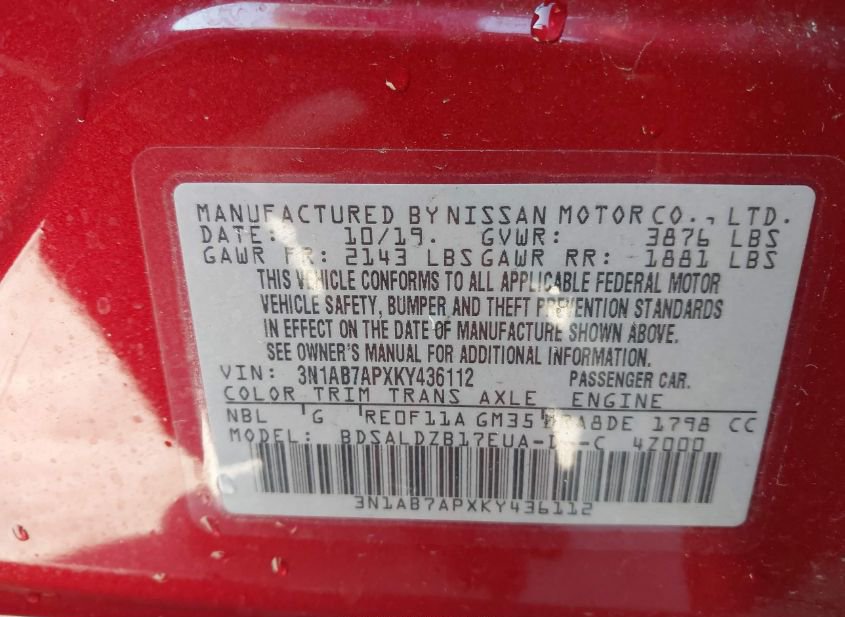 MANUFACTURED BY NISSAN MOTOR CO., LTD.
DATE: 10/19. GVWR: 3876 LBS
GAWR FR: 2143 LBS GAWR RR: 1881 LBS
THIS VEHICLE CONFORMS TO ALL APPLICABLE FEDERAL MOTOR
VEHICLE SAFETY, BUMPER AND THEFT PREVENTION STANDARDS
IN EFFECT ON THE DATE OF MANUFACTURE SHOWN ABOVE.
SEE OWNER'S MANUAL FOR ADDITIONAL INFORMATION.
VIN: 3N1AB7APXKY436112 PASSENGER CAR.
COLOR TRIM TRANS AXLE ENGINE
NBL G RE0F11A GM35 1798 CC
MODEL: 4Z000
3N1AB7APXKY436112